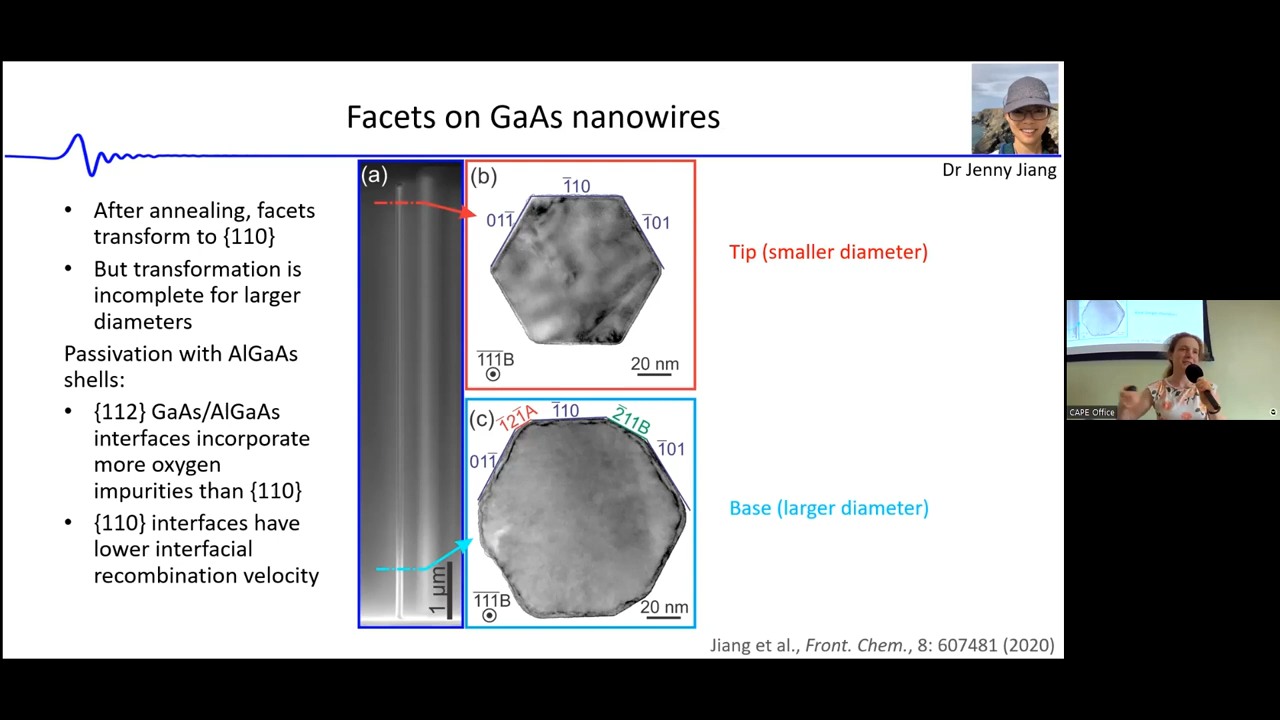 Facets on GaAs nanowires
Dr Jenny Jiang
• After annealing, facets
transform to {110}
• But transformation is
incomplete for larger
diameters
Passivation with AlGaAs
shells:
• {112} GaAs/AlGaAs
interfaces incorporate
more oxygen
impurities than {110}
• {110} interfaces have
lower interfacial
recombination velocity
(a)
1 μm
(b)
1̅10
011̅
1̅01
1̅1̅1̅B
20 nm
(c)
1̅21̅A
1̅10
2̅11B
011̅
1̅01
1̅1̅1̅B
20 nm
Tip (smaller diameter)
Base (larger diameter)
Jiang et al., Front. Chem., 8: 607481 (2020)
CAPE Office